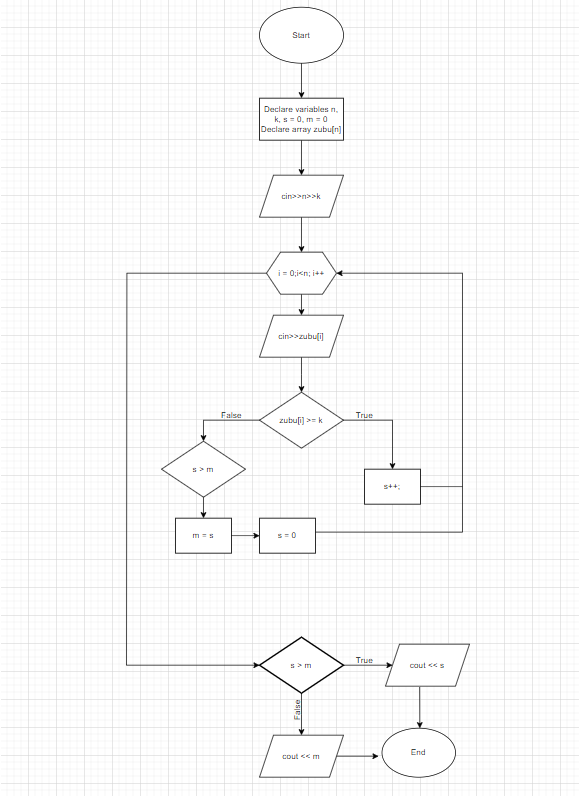 Start
Declare variables n,
k, s = 0, m = 0
Declare array zubu[n]
cin>>n>>k
i = 0;i<n; i++
cin>>zubu[i]
False
zubu[i] >= k
True
s > m
s++;
m = s
s = 0
s > m
True
cout << s
False
cout << m
End